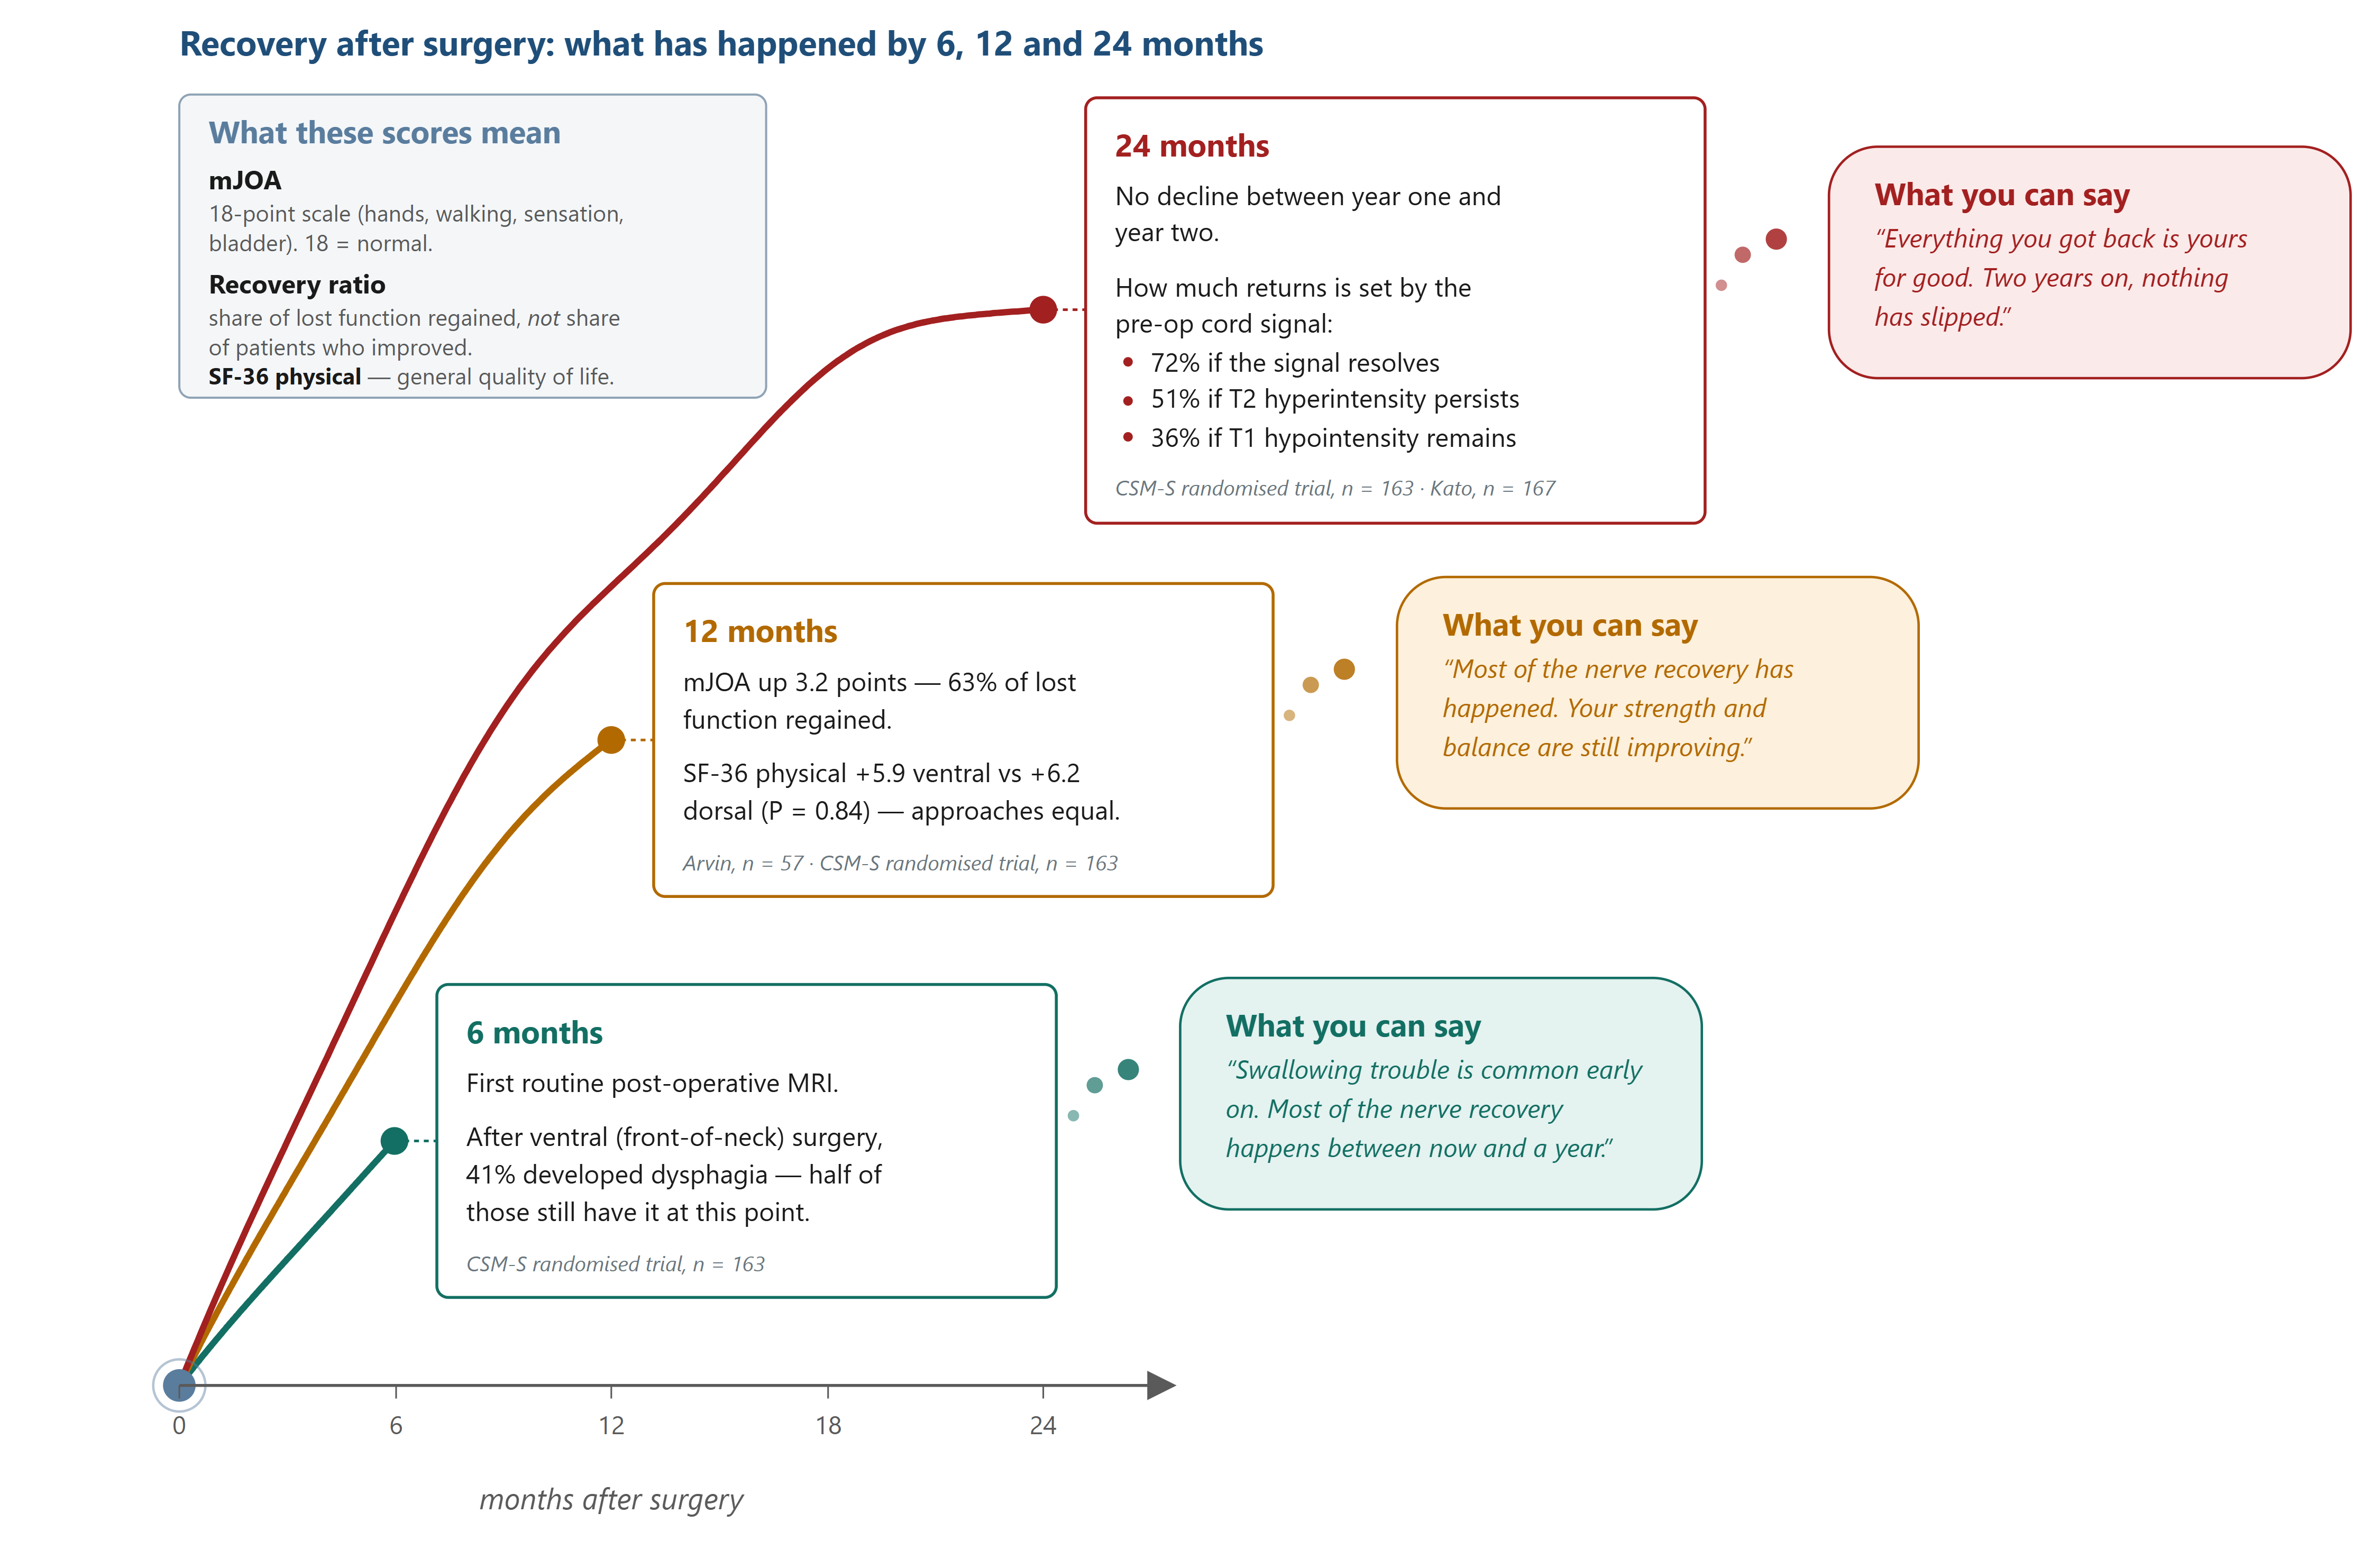 Recovery after surgery: what has happened by 6, 12 and 24 months
What these scores mean
mJOA
18-point scale (hands, walking, sensation,
bladder). 18 = normal.
Recovery ratio
share of lost function regained, not share
of patients who improved.
SF-36 physical — general quality of life.
24 months
No decline between year one and
year two.
How much returns is set by the
pre-op cord signal:
• 72% if the signal resolves
• 51% if T2 hyperintensity persists
• 36% if T1 hypointensity remains
CSM-S randomised trial, n = 163 · Kato, n = 167
What you can say
“Everything you got back is yours
for good. Two years on, nothing
has slipped.”
12 months
mJOA up 3.2 points — 63% of lost
function regained.
SF-36 physical +5.9 ventral vs +6.2
dorsal (P = 0.84) — approaches equal.
Arvin, n = 57 · CSM-S randomised trial, n = 163
What you can say
“Most of the nerve recovery has
happened. Your strength and
balance are still improving.”
6 months
First routine post-operative MRI.
After ventral (front-of-neck) surgery,
41% developed dysphagia — half of
those still have it at this point.
CSM-S randomised trial, n = 163
What you can say
“Swallowing trouble is common early
on. Most of the nerve recovery
happens between now and a year.”
0 6 12 18 24
months after surgery